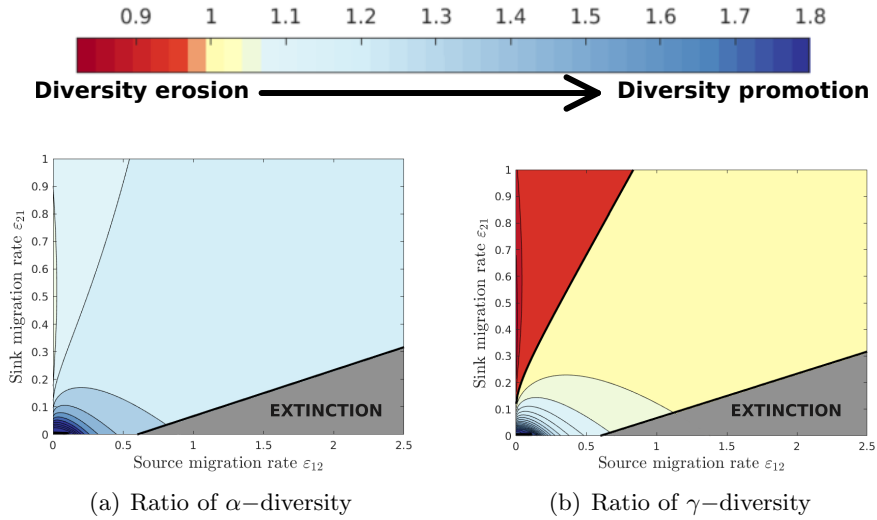 0.9 1 1.1 1.2 1.3 1.4 1.5 1.6 1.7 1.8
Diversity erosion Diversity promotion
1
0.9
0.8
0.7
0.6
0.5
0.4
0.3
0.2
0.1
0
Sink migration rate ε₂₁
EXTINCTION
0 0.5 1 1.5 2 2.5
Source migration rate ε₁₂
(a) Ratio of α−diversity
1
0.9
0.8
0.7
0.6
0.5
0.4
0.3
0.2
0.1
0
Sink migration rate ε₂₁
EXTINCTION
0 0.5 1 1.5 2 2.5
Source migration rate ε₁₂
(b) Ratio of γ−diversity